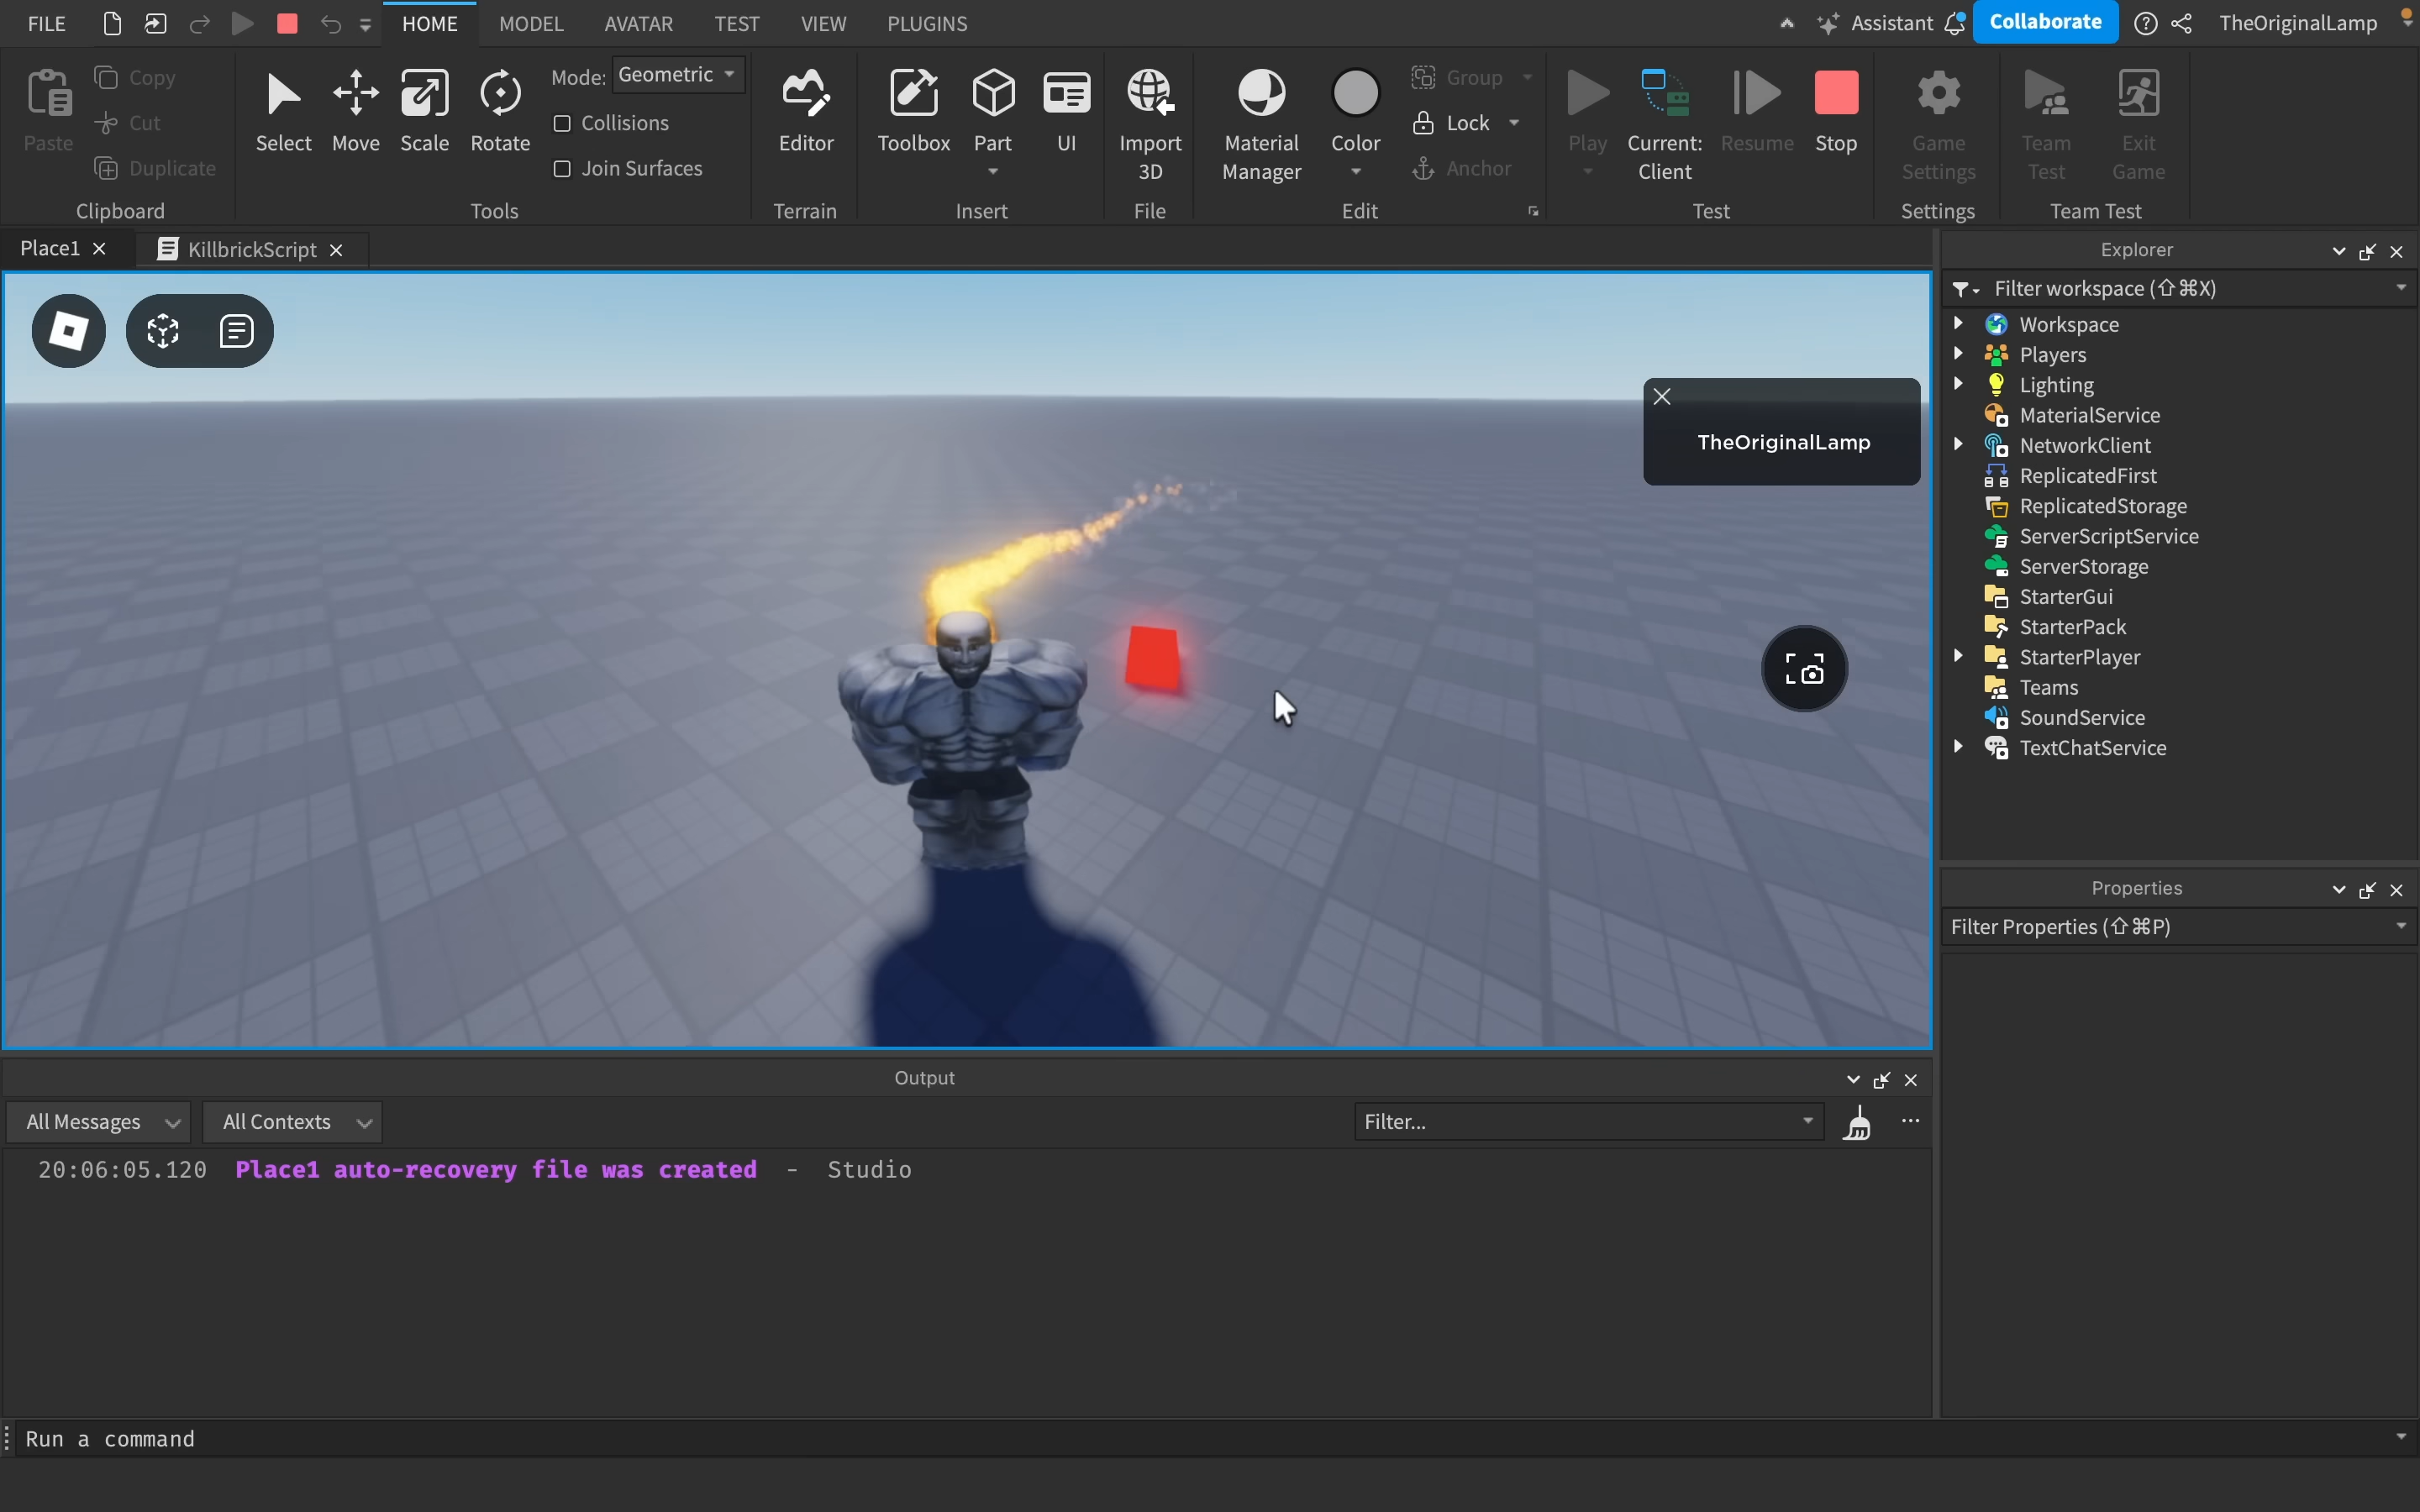 FILE
HOME
MODEL
AVATAR
TEST
VIEW
PLUGINS
Assistant
Collaborate
TheOriginalLamp
Paste
Copy
Cut
Duplicate
Clipboard
Select
Move
Scale
Rotate
Mode: Geometric
Collisions
Join Surfaces
Tools
Editor
Terrain
Toolbox
Part
UI
Insert
Import
3D
File
Material
Manager
Color
Group
Lock
Anchor
Edit
Play
Current:
Client
Resume
Stop
Test
Game
Settings
Settings
Team
Test
Exit
Game
Team Test
Place1
KillbrickScript
TheOriginalLamp
Explorer
Filter workspace (⇧⌘X)
Workspace
Players
Lighting
MaterialService
NetworkClient
ReplicatedFirst
ReplicatedStorage
ServerScriptService
ServerStorage
StarterGui
StarterPack
StarterPlayer
Teams
SoundService
TextChatService
Properties
Filter Properties (⇧⌘P)
Output
All Messages
All Contexts
Filter...
20:06:05.120 Place1 auto-recovery file was created - Studio
Run a command